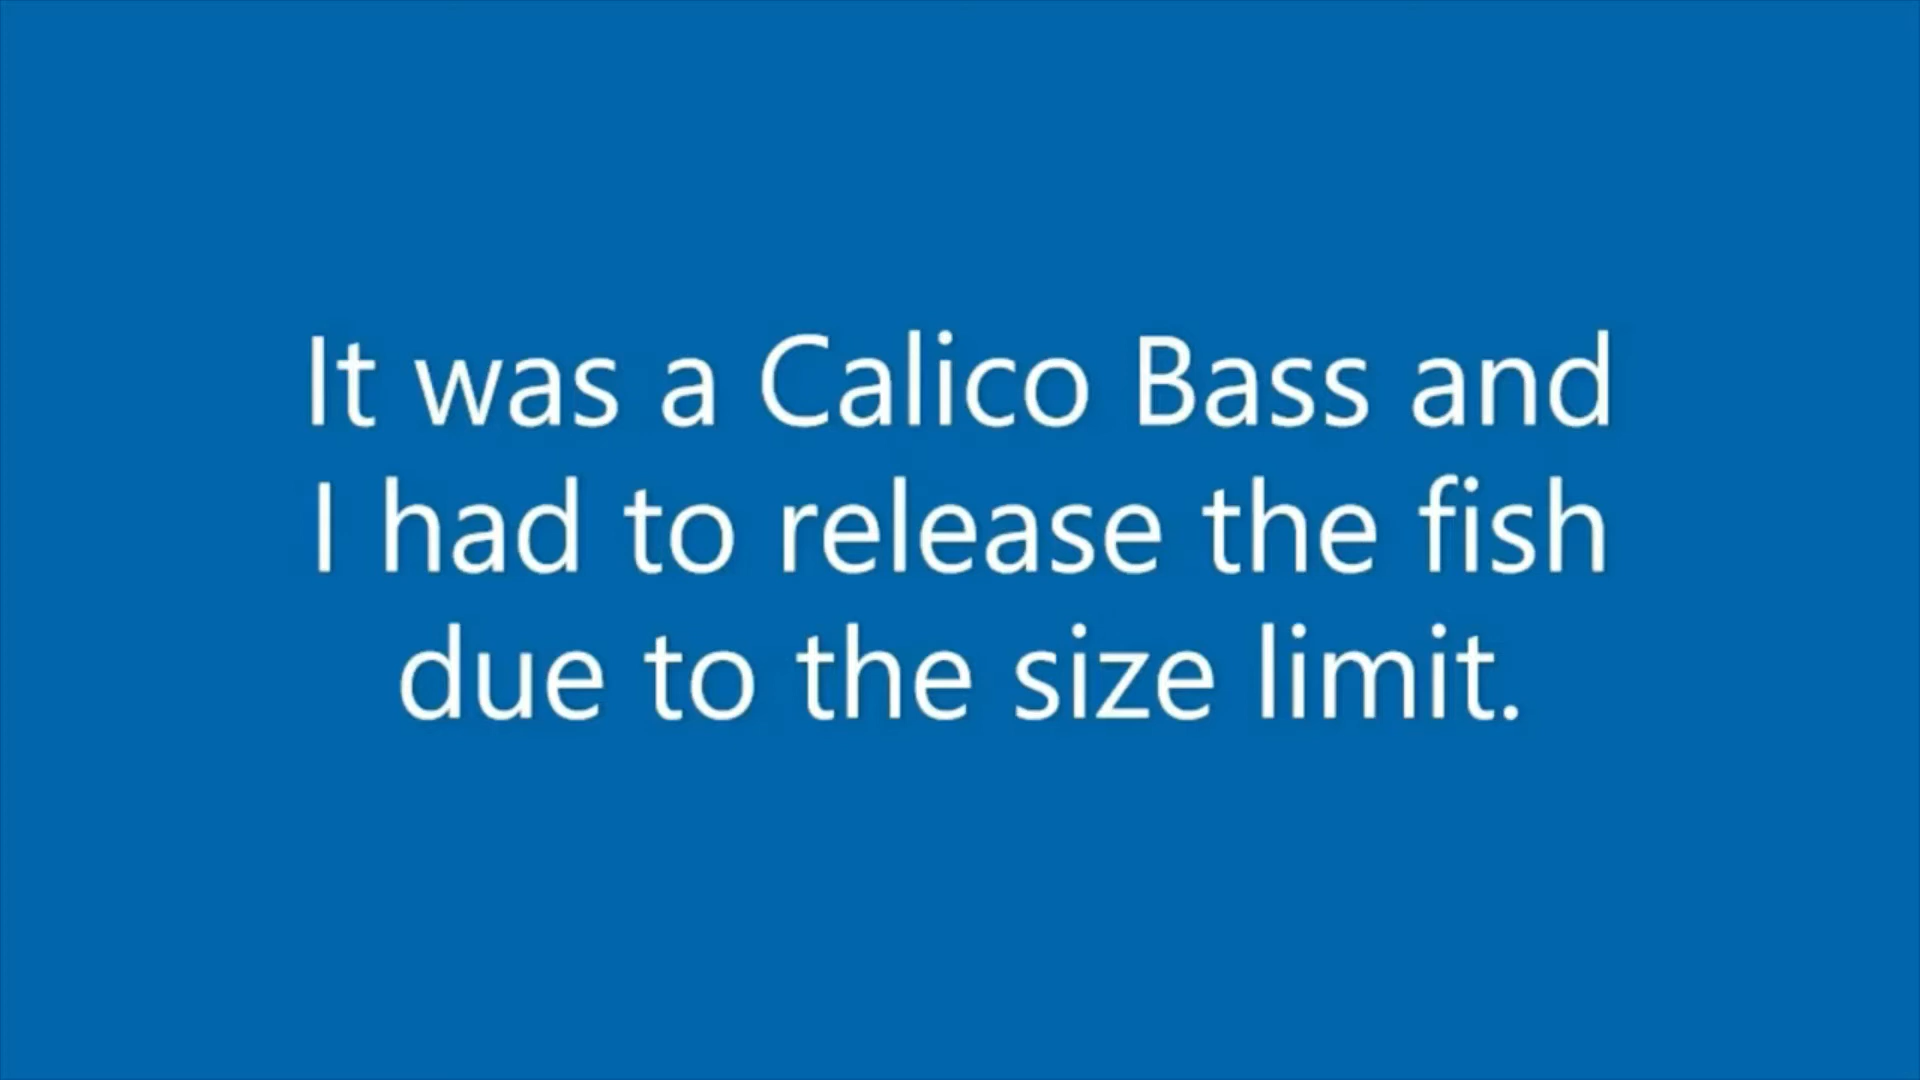 It was a Calico Bass and
I had to release the fish
due to the size limit.